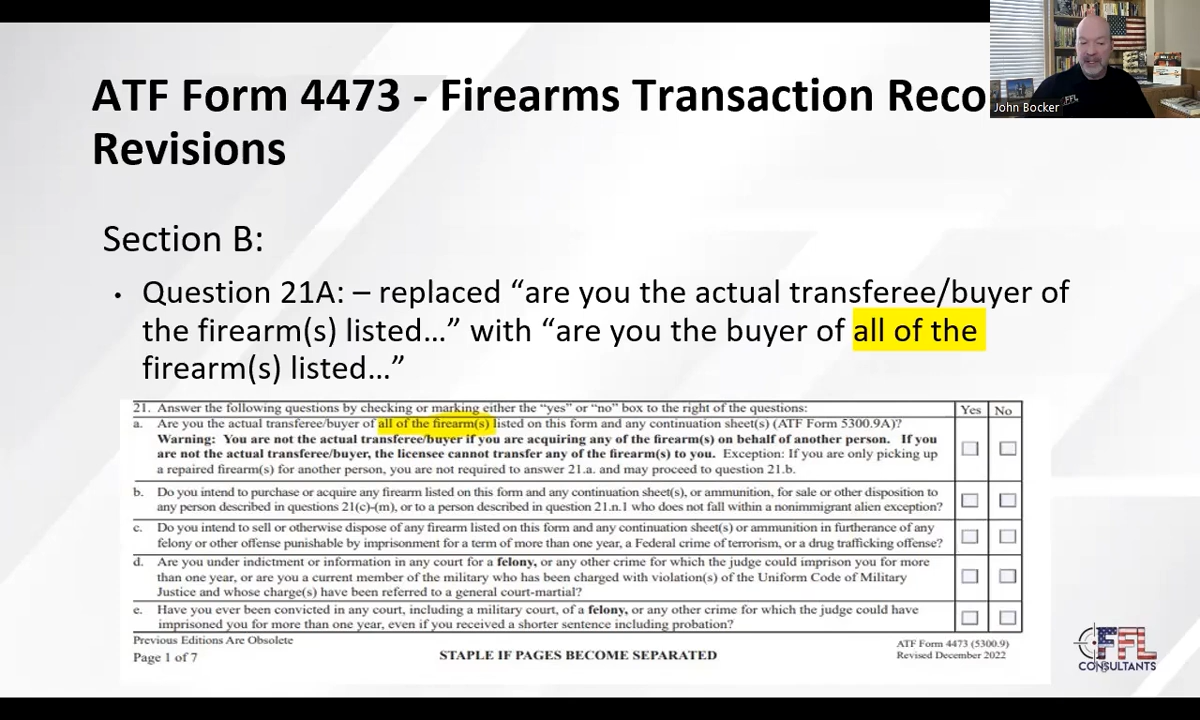 ATF Form 4473 - Firearms Transaction Reco
Revisions
John Bocker
FFL
Section B:
• Question 21A: – replaced “are you the actual transferee/buyer of
the firearm(s) listed…” with “are you the buyer of all of the
firearm(s) listed…”
21. Answer the following questions by checking or marking either the “yes” or “no” box to the right of the questions: Yes No
a. Are you the actual transferee/buyer of all of the firearm(s) listed on this form and any continuation sheet(s) (ATF Form 5300.9A)?
Warning: You are not the actual transferee/buyer if you are acquiring any of the firearm(s) on behalf of another person. If you
are not the actual transferee/buyer, the licensee cannot transfer any of the firearm(s) to you. Exception: If you are only picking up
a repaired firearm(s) for another person, you are not required to answer 21.a. and may proceed to question 21.b.
b. Do you intend to purchase or acquire any firearm listed on this form and any continuation sheet(s), or ammunition, for sale or other disposition to
any person described in questions 21(c)-(m), or to a person described in question 21.n.1 who does not fall within a nonimmigrant alien exception?
c. Do you intend to sell or otherwise dispose of any firearm listed on this form and any continuation sheet(s) or ammunition in furtherance of any
felony or other offense punishable by imprisonment for a term of more than one year, a Federal crime of terrorism, or a drug trafficking offense?
d. Are you under indictment or information in any court for a felony, or any other crime for which the judge could imprison you for more
than one year, or are you a current member of the military who has been charged with violation(s) of the Uniform Code of Military
Justice and whose charge(s) have been referred to a general court-martial?
e. Have you ever been convicted in any court, including a military court, of a felony, or any other crime for which the judge could have
imprisoned you for more than one year, even if you received a shorter sentence including probation?
Previous Editions Are Obsolete
Page 1 of 7
STAPLE IF PAGES BECOME SEPARATED
ATF Form 4473 (5300.9)
Revised December 2022
FFL
CONSULTANTS